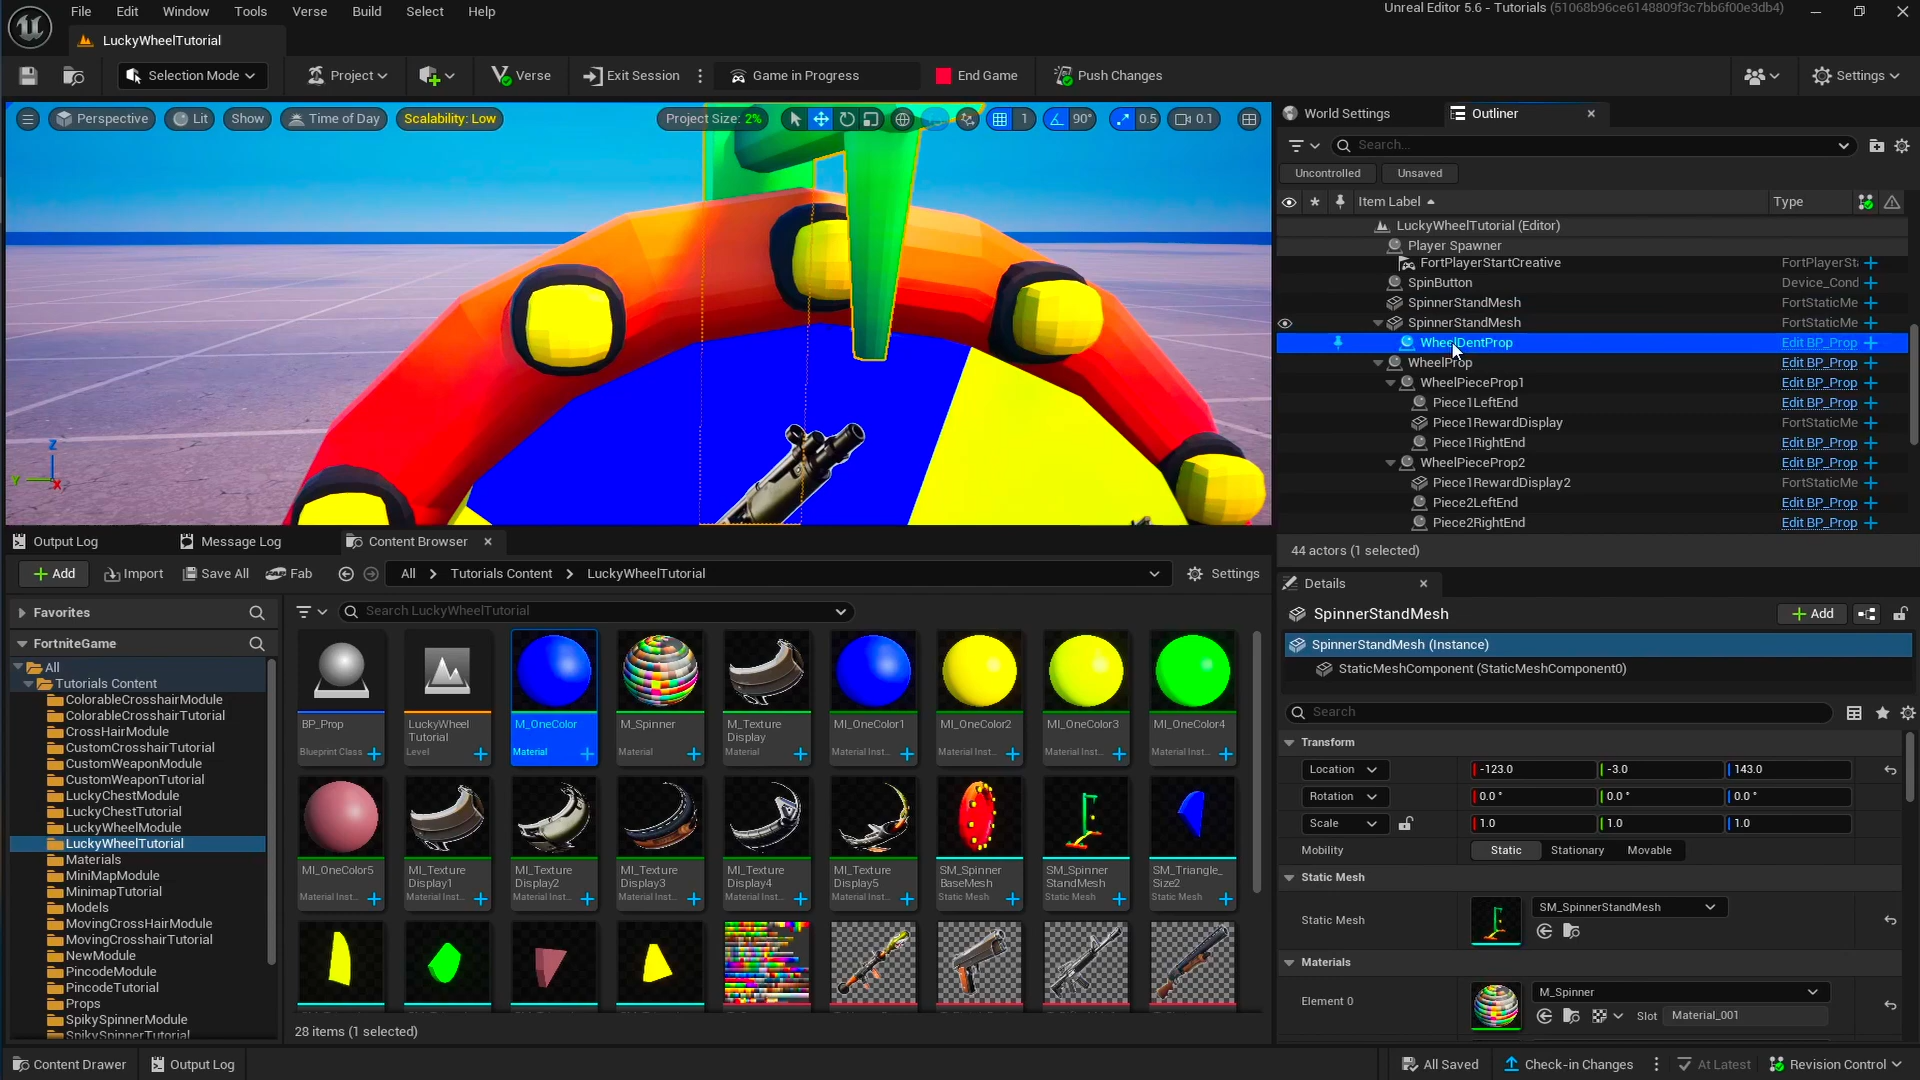 File Edit Window Tools Verse Build Select Help
Unreal Editor 5.6 - Tutorials (51068b96ce6148809f3c7bb6f00e3db4)
LuckyWheelTutorial
Selection Mode Project Verse Exit Session Game in Progress End Game Push Changes Settings
Perspective Lit Show Time of Day Scalability: Low Project Size: 2% 1 90° 0.5 0.1
Z
Y
X
World Settings Outliner
Search...
Uncontrolled Unsaved
Item Label Type
LuckyWheelTutorial (Editor)
Player Spawner
FortPlayerStartCreative FortPlayerSta
SpinButton Device_Cond
SpinnerStandMesh FortStaticMe
SpinnerStandMesh FortStaticMe
WheelDentProp Edit BP_Prop
WheelProp Edit BP_Prop
WheelPieceProp1 Edit BP_Prop
Piece1LeftEnd Edit BP_Prop
Piece1RewardDisplay FortStaticMe
Piece1RightEnd Edit BP_Prop
WheelPieceProp2 Edit BP_Prop
Piece1RewardDisplay2 FortStaticMe
Piece2LeftEnd Edit BP_Prop
Piece2RightEnd Edit BP_Prop
44 actors (1 selected)
Details
SpinnerStandMesh Add
SpinnerStandMesh (Instance)
StaticMeshComponent (StaticMeshComponent0)
Search
Transform
Location -123.0 -3.0 143.0
Rotation 0.0 ° 0.0 ° 0.0 °
Scale 1.0 1.0 1.0
Mobility Static Stationary Movable
Static Mesh
Static Mesh SM_SpinnerStandMesh
Materials
Element 0 M_Spinner
Slot Material_001
Output Log Message Log Content Browser
Add Import Save All Fab All Tutorials Content LuckyWheelTutorial Settings
Favorites
FortniteGame
All
Tutorials Content
ColorableCrosshairModule
ColorableCrosshairTutorial
CrossHairModule
CustomCrosshairTutorial
CustomWeaponModule
CustomWeaponTutorial
LuckyChestModule
LuckyChestTutorial
LuckyWheelModule
LuckyWheelTutorial
Materials
MiniMapModule
MinimapTutorial
Models
MovingCrossHairModule
MovingCrosshairTutorial
NewModule
PincodeModule
PincodeTutorial
Props
SpikySpinnerModule
SpikySpinnerTutorial
Search LuckyWheelTutorial
BP_Prop
Blueprint Class
LuckyWheel
Tutorial
Level
M_OneColor
Material
M_Spinner
Material
M_Texture
Display
Material
MI_OneColor1
Material Inst...
MI_OneColor2
Material Inst...
MI_OneColor3
Material Inst...
MI_OneColor4
Material Inst...
MI_OneColor5
Material Inst...
MI_Texture
Display1
Material Inst...
MI_Texture
Display2
Material Inst...
MI_Texture
Display3
Material Inst...
MI_Texture
Display4
Material Inst...
MI_Texture
Display5
Material Inst...
SM_Spinner
BaseMesh
Static Mesh
SM_Spinner
StandMesh
Static Mesh
SM_Triangle_
Size2
Static Mesh
28 items (1 selected)
Content Drawer Output Log All Saved Check-in Changes At Latest Revision Control